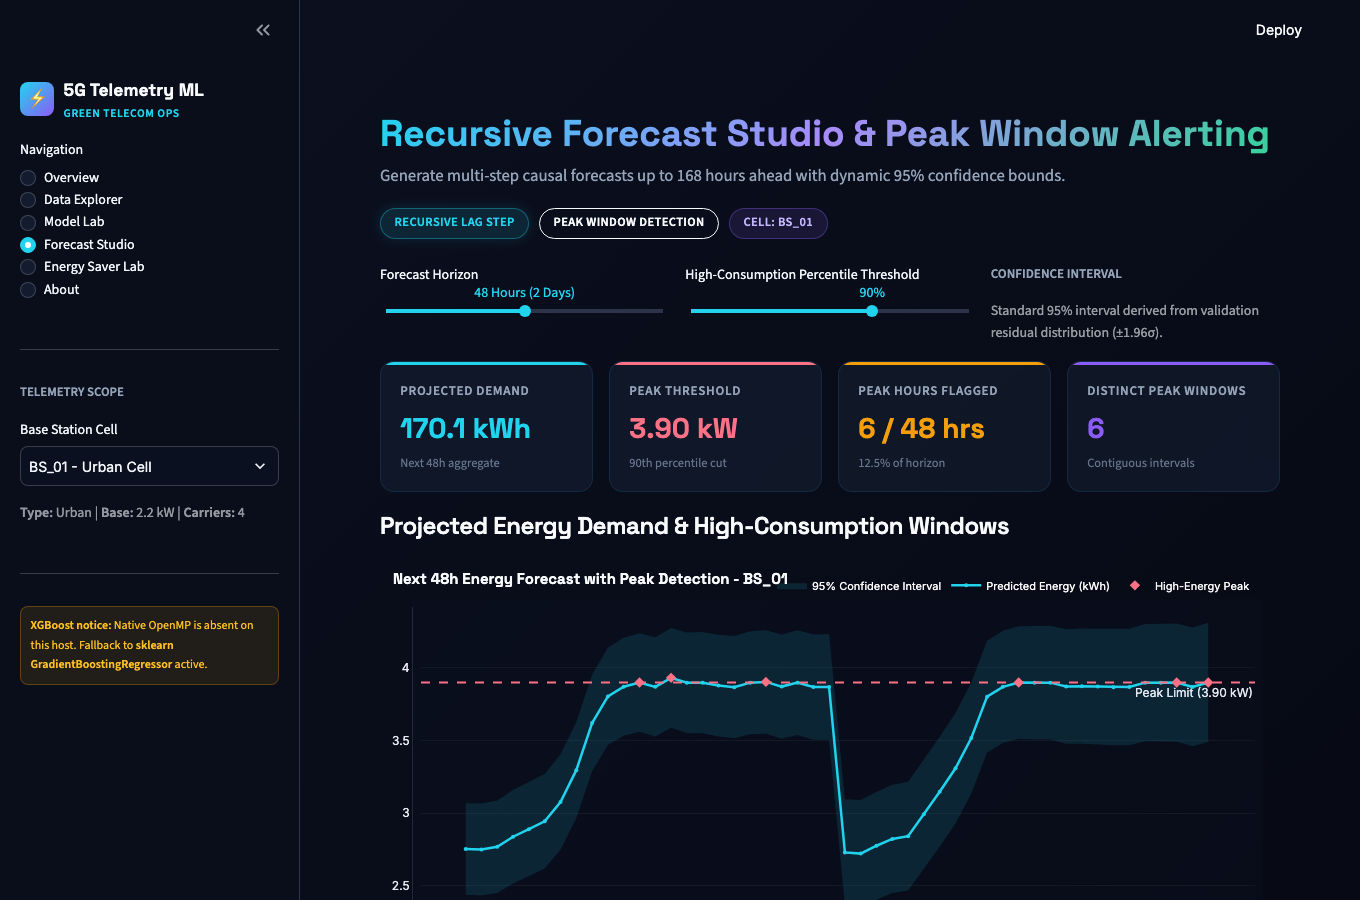 Deploy
5G Telemetry ML
GREEN TELECOM OPS
Navigation
Overview
Data Explorer
Model Lab
Forecast Studio
Energy Saver Lab
About
TELEMETRY SCOPE
Base Station Cell
BS_01 - Urban Cell
Type: Urban | Base: 2.2 kW | Carriers: 4
XGBoost notice: Native OpenMP is absent on
this host. Fallback to sklearn
GradientBoostingRegressor active.
Recursive Forecast Studio & Peak Window Alerting
Generate multi-step causal forecasts up to 168 hours ahead with dynamic 95% confidence bounds.
RECURSIVE LAG STEP
PEAK WINDOW DETECTION
CELL: BS_01
Forecast Horizon
48 Hours (2 Days)
High-Consumption Percentile Threshold
90%
CONFIDENCE INTERVAL
Standard 95% interval derived from validation
residual distribution (±1.96σ).
PROJECTED DEMAND
170.1 kWh
Next 48h aggregate
PEAK THRESHOLD
3.90 kW
90th percentile cut
PEAK HOURS FLAGGED
6 / 48 hrs
12.5% of horizon
DISTINCT PEAK WINDOWS
6
Contiguous intervals
Projected Energy Demand & High-Consumption Windows
Next 48h Energy Forecast with Peak Detection - BS_01
95% Confidence Interval
Predicted Energy (kWh)
High-Energy Peak
4
Peak Limit (3.90 kW)
3.5
3
2.5